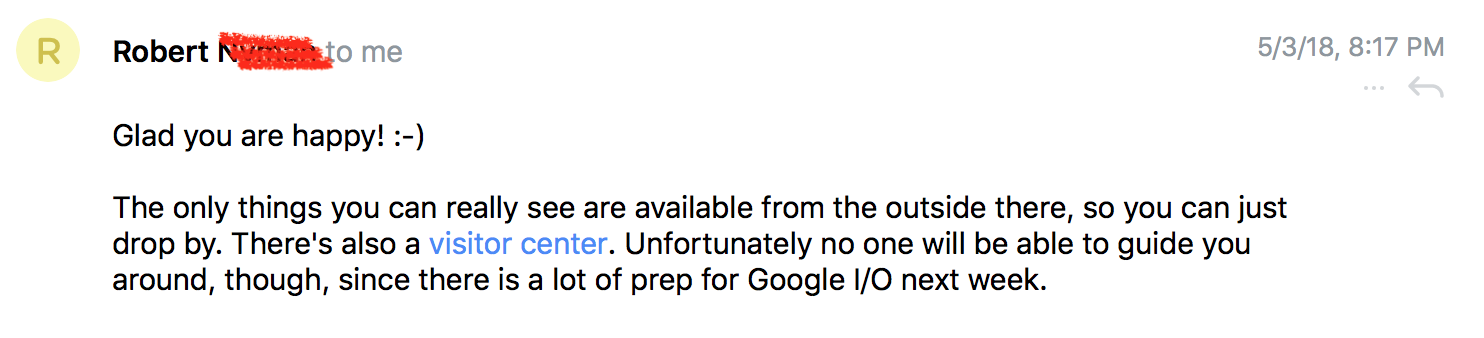 R
Robert to me
5/3/18, 8:17 PM
Glad you are happy! :-)
The only things you can really see are available from the outside there, so you can just
drop by. There's also a visitor center. Unfortunately no one will be able to guide you
around, though, since there is a lot of prep for Google I/O next week.